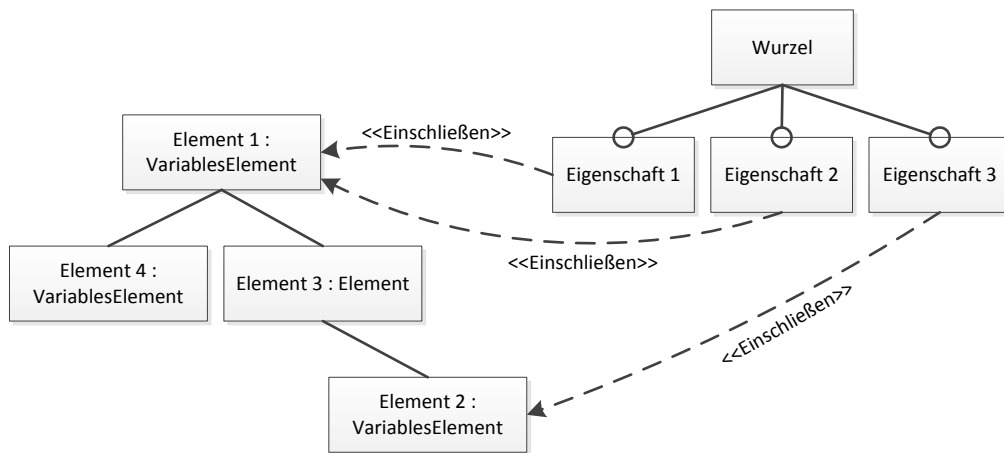 Wurzel
<<Einschließen>>
Element 1 :
VariablesElement
Eigenschaft 1
Eigenschaft 2
Eigenschaft 3
Element 4 :
VariablesElement
Element 3 : Element
<<Einschließen>>
<<Einschließen>>
Element 2 :
VariablesElement